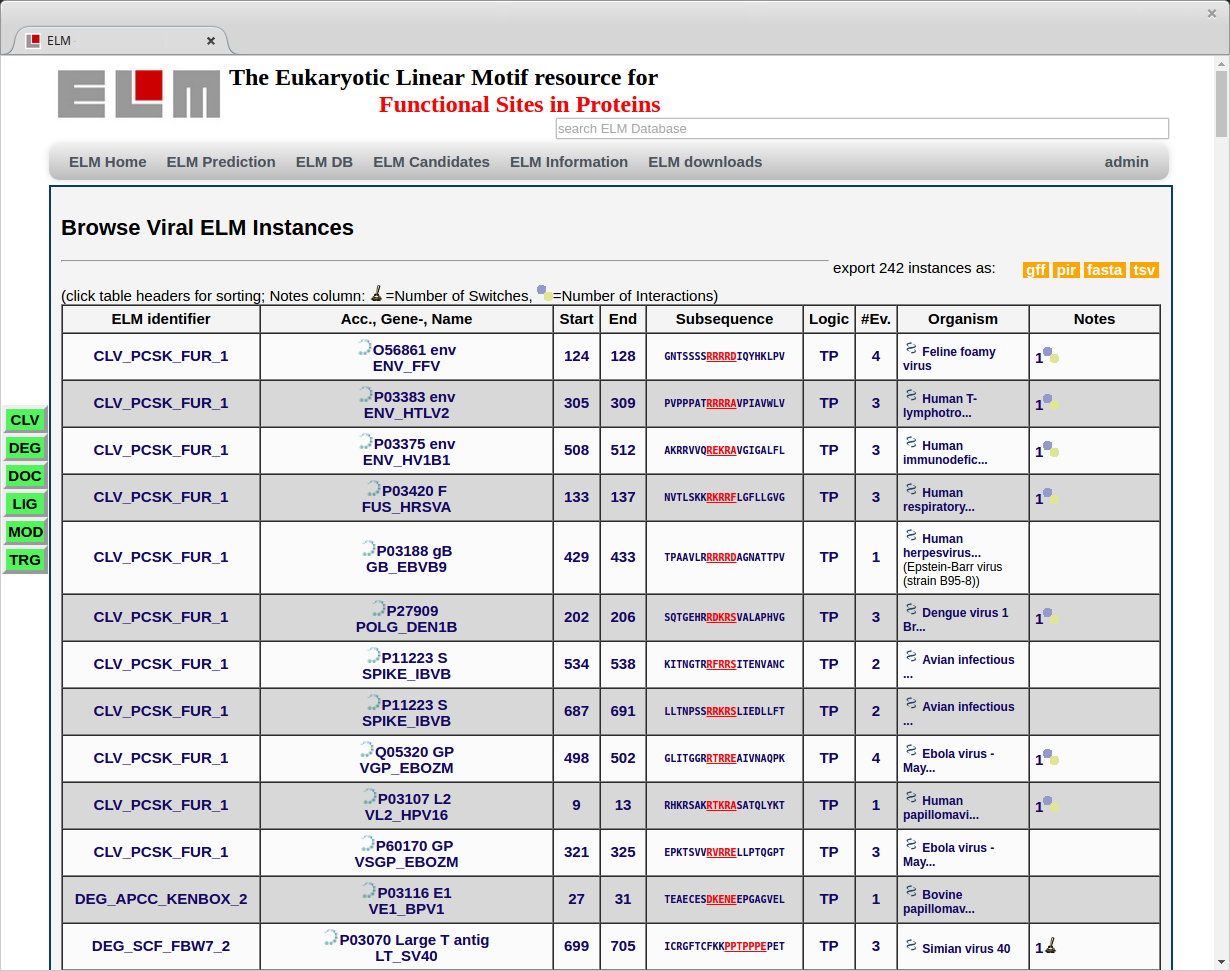 ELM
ELM
The Eukaryotic Linear Motif resource for
Functional Sites in Proteins
search ELM Database
ELM Home ELM Prediction ELM DB ELM Candidates ELM Information ELM downloads admin
Browse Viral ELM Instances
export 242 instances as: gff pir fasta tsv
(click table headers for sorting; Notes column: =Number of Switches, =Number of Interactions)
ELM identifier Acc., Gene-, Name Start End Subsequence Logic #Ev. Organism Notes
CLV_PCSK_FUR_1 O56861 env 124 128 GNTSSSSRRRRDIQYHKLPV TP 4 Feline foamy 1
ENV_FFV virus
CLV_PCSK_FUR_1 P03383 env 305 309 PVPPPATRRRRAVPIAVWLV TP 3 Human T- 1
ENV_HTLV2 lymphotro...
CLV_PCSK_FUR_1 P03375 env 508 512 AKRRVVQREKRAVGIGALFL TP 3 Human 1
ENV_HV1B1 immunodefic...
CLV_PCSK_FUR_1 P03420 F 133 137 NVTLSKKRKRRFLGFLLGVG TP 3 Human 1
FUS_HRSVA respiratory...
CLV_PCSK_FUR_1 P03188 gB 429 433 TPAAVLRRRRRDAGNATTPV TP 1 Human
GB_EBVB9 herpesvirus...
(Epstein-Barr virus
(strain B95-8))
CLV_PCSK_FUR_1 P27909 202 206 SQTGEHRRDKRSVALAPHVG TP 3 Dengue virus 1 1
POLG_DEN1B Br...
CLV_PCSK_FUR_1 P11223 S 534 538 KITNGTRRFRRSITENVANC TP 2 Avian infectious
SPIKE_IBVB ...
CLV_PCSK_FUR_1 P11223 S 687 691 LLTNPSSRRKRSLIEDLLFT TP 2 Avian infectious
SPIKE_IBVB ...
CLV_PCSK_FUR_1 Q05320 GP 498 502 GLITGGRRTRREAIVNAQPK TP 4 Ebola virus - 1
VGP_EBOZM May...
CLV_PCSK_FUR_1 P03107 L2 9 13 RHKRSAKRTKRASATQLYKT TP 1 Human 1
VL2_HPV16 papillomavi...
CLV_PCSK_FUR_1 P60170 GP 321 325 EPKTSVVRVRRELLPTQGPT TP 3 Ebola virus -
VSGP_EBOZM May...
DEG_APCC_KENBOX_2 P03116 E1 27 31 TEAECESDKENEEPGAGVEL TP 1 Bovine
VE1_BPV1 papillomav...
DEG_SCF_FBW7_2 P03070 Large T antig 699 705 ICRGFTCFKKPPTPPPEPET TP 3 Simian virus 40 1
LT_SV40
CLV
DEG
DOC
LIG
MOD
TRG